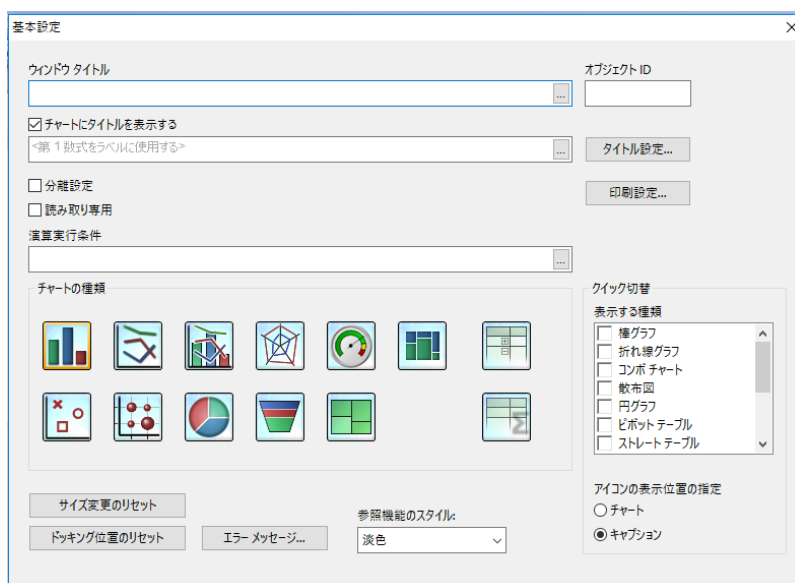 基本設定
ウィンドウ タイトル
オブジェクト ID
...
チャートにタイトルを表示する
<第 1 数式をラベルに使用する>
...
タイトル設定...
分離設定
印刷設定...
読み取り専用
演算実行条件
...
チャートの種類
クイック切替
表示する種類
棒グラフ
折れ線グラフ
コンボ チャート
散布図
円グラフ
ピボット テーブル
ストレート テーブル
アイコンの表示位置の指定
チャート
キャプション
サイズ変更のリセット
ドッキング位置のリセット
エラー メッセージ...
参照機能のスタイル:
淡色